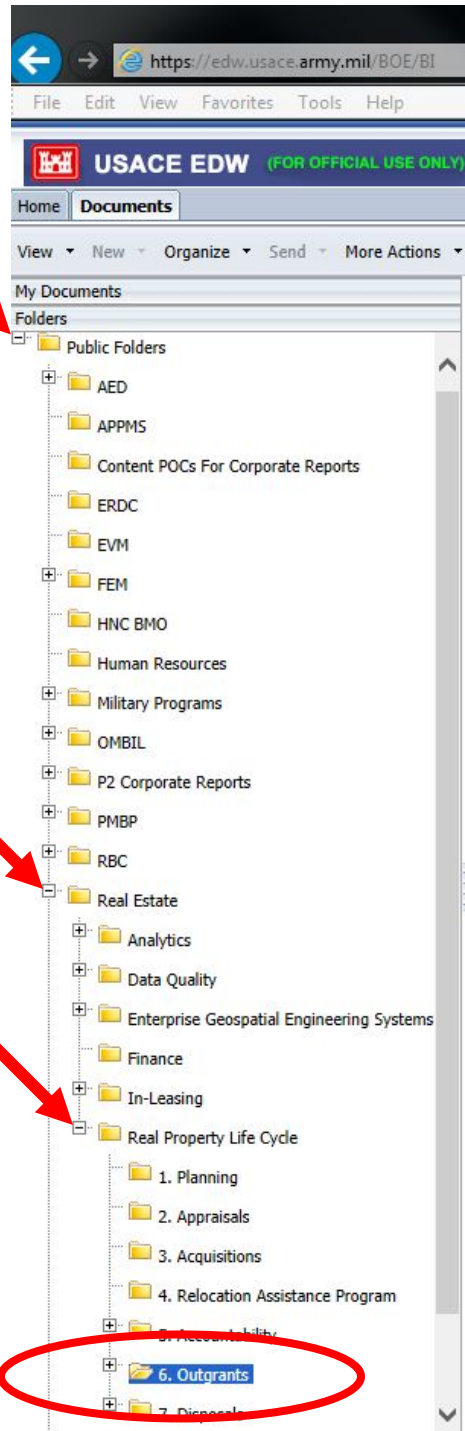 https://edw.usace.army.mil/BOE/BI
File Edit View Favorites Tools Help
USACE EDW (FOR OFFICIAL USE ONLY)
Home Documents
View New Organize Send More Actions
My Documents
Folders
Public Folders
AED
APPMS
Content POCs For Corporate Reports
ERDC
EVM
FEM
HNC BMO
Human Resources
Military Programs
OMBIL
P2 Corporate Reports
PMBP
RBC
Real Estate
Analytics
Data Quality
Enterprise Geospatial Engineering Systems
Finance
In-Leasing
Real Property Life Cycle
1. Planning
2. Appraisals
3. Acquisitions
4. Relocation Assistance Program
5. Accountability
6. Outgrants
7. Disposals